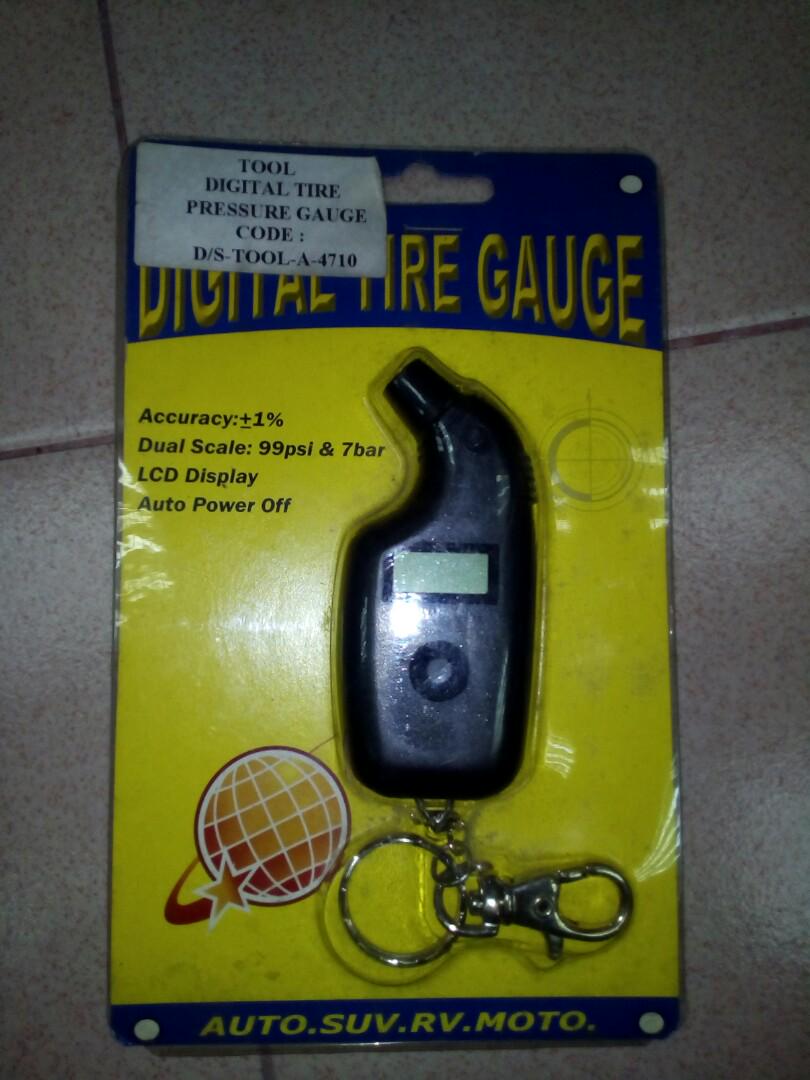 TOOL
DIGITAL TIRE
PRESSURE GAUGE
CODE :
D/S-TOOL-A-4710
DIGITAL TIRE GAUGE
Accuracy:±1%
Dual Scale: 99psi & 7bar
LCD Display
Auto Power Off
AUTO.SUV.RV.MOTO.